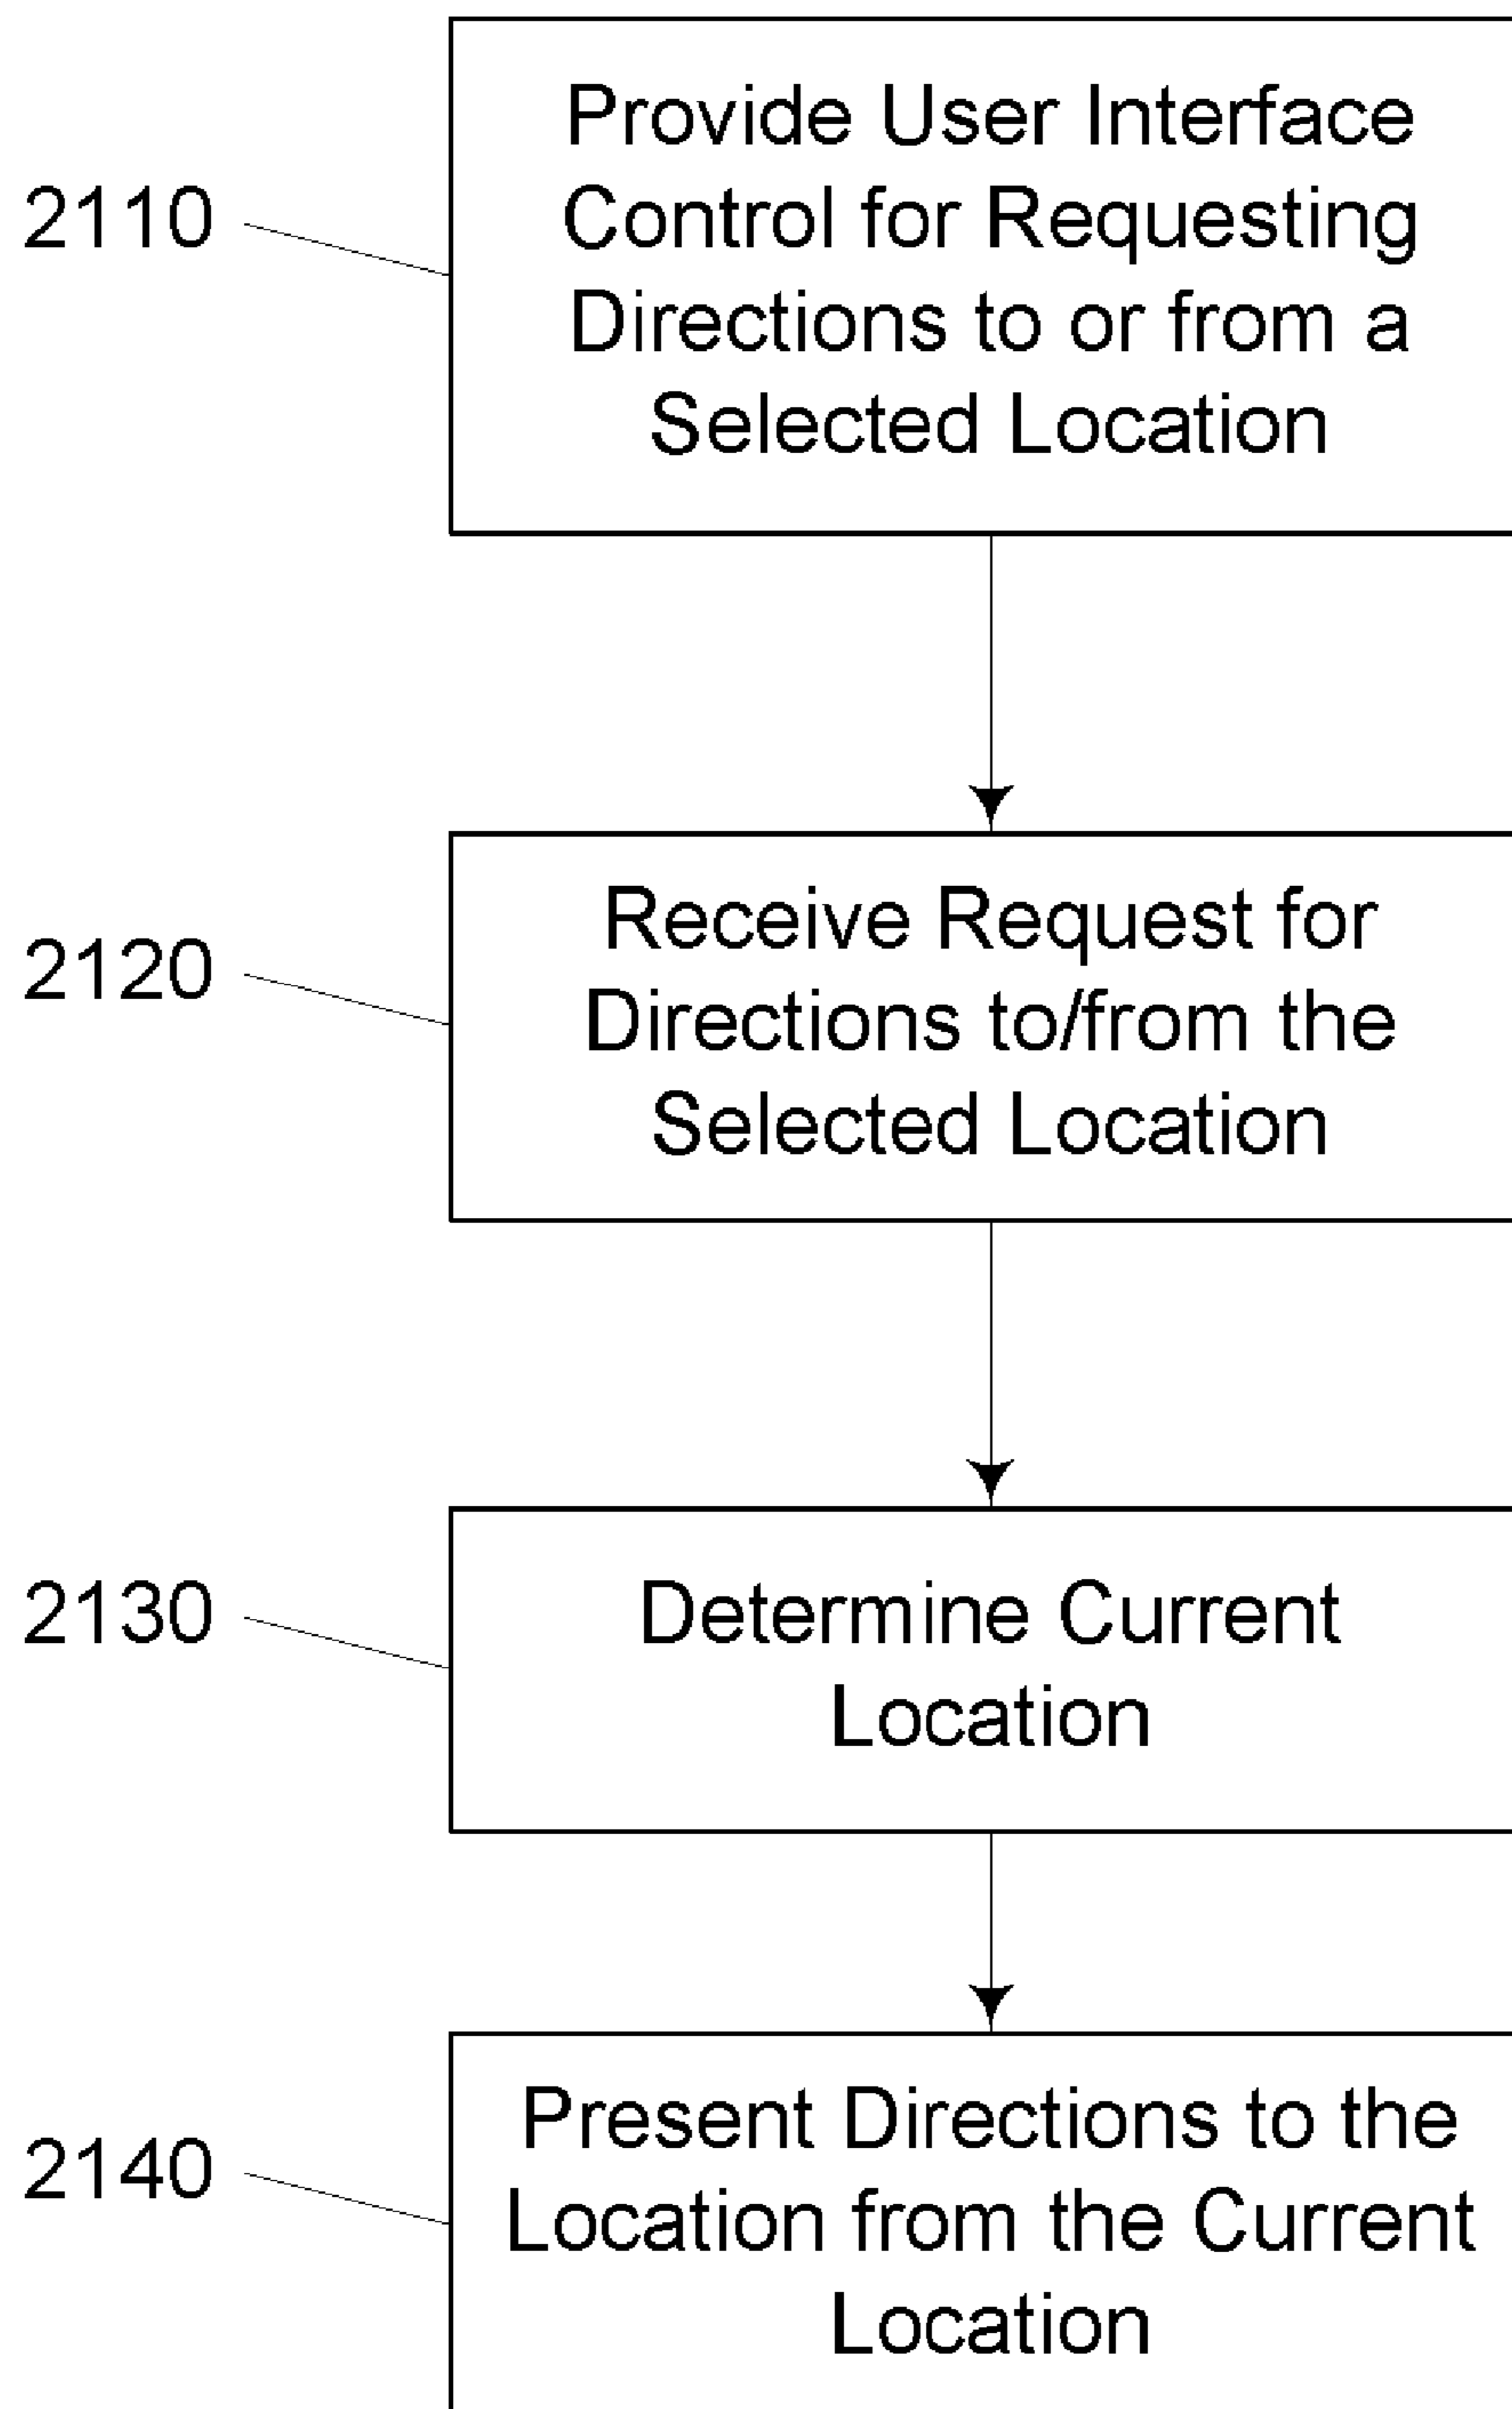 Provide User Interface
2110
Control for Requesting
Directions to or from a
Selected Location
Receive Request for
2120
Directions to/from the
Selected Location
2130
Determine Current
Location
Present Directions to the
2140
Location from the Current
Location